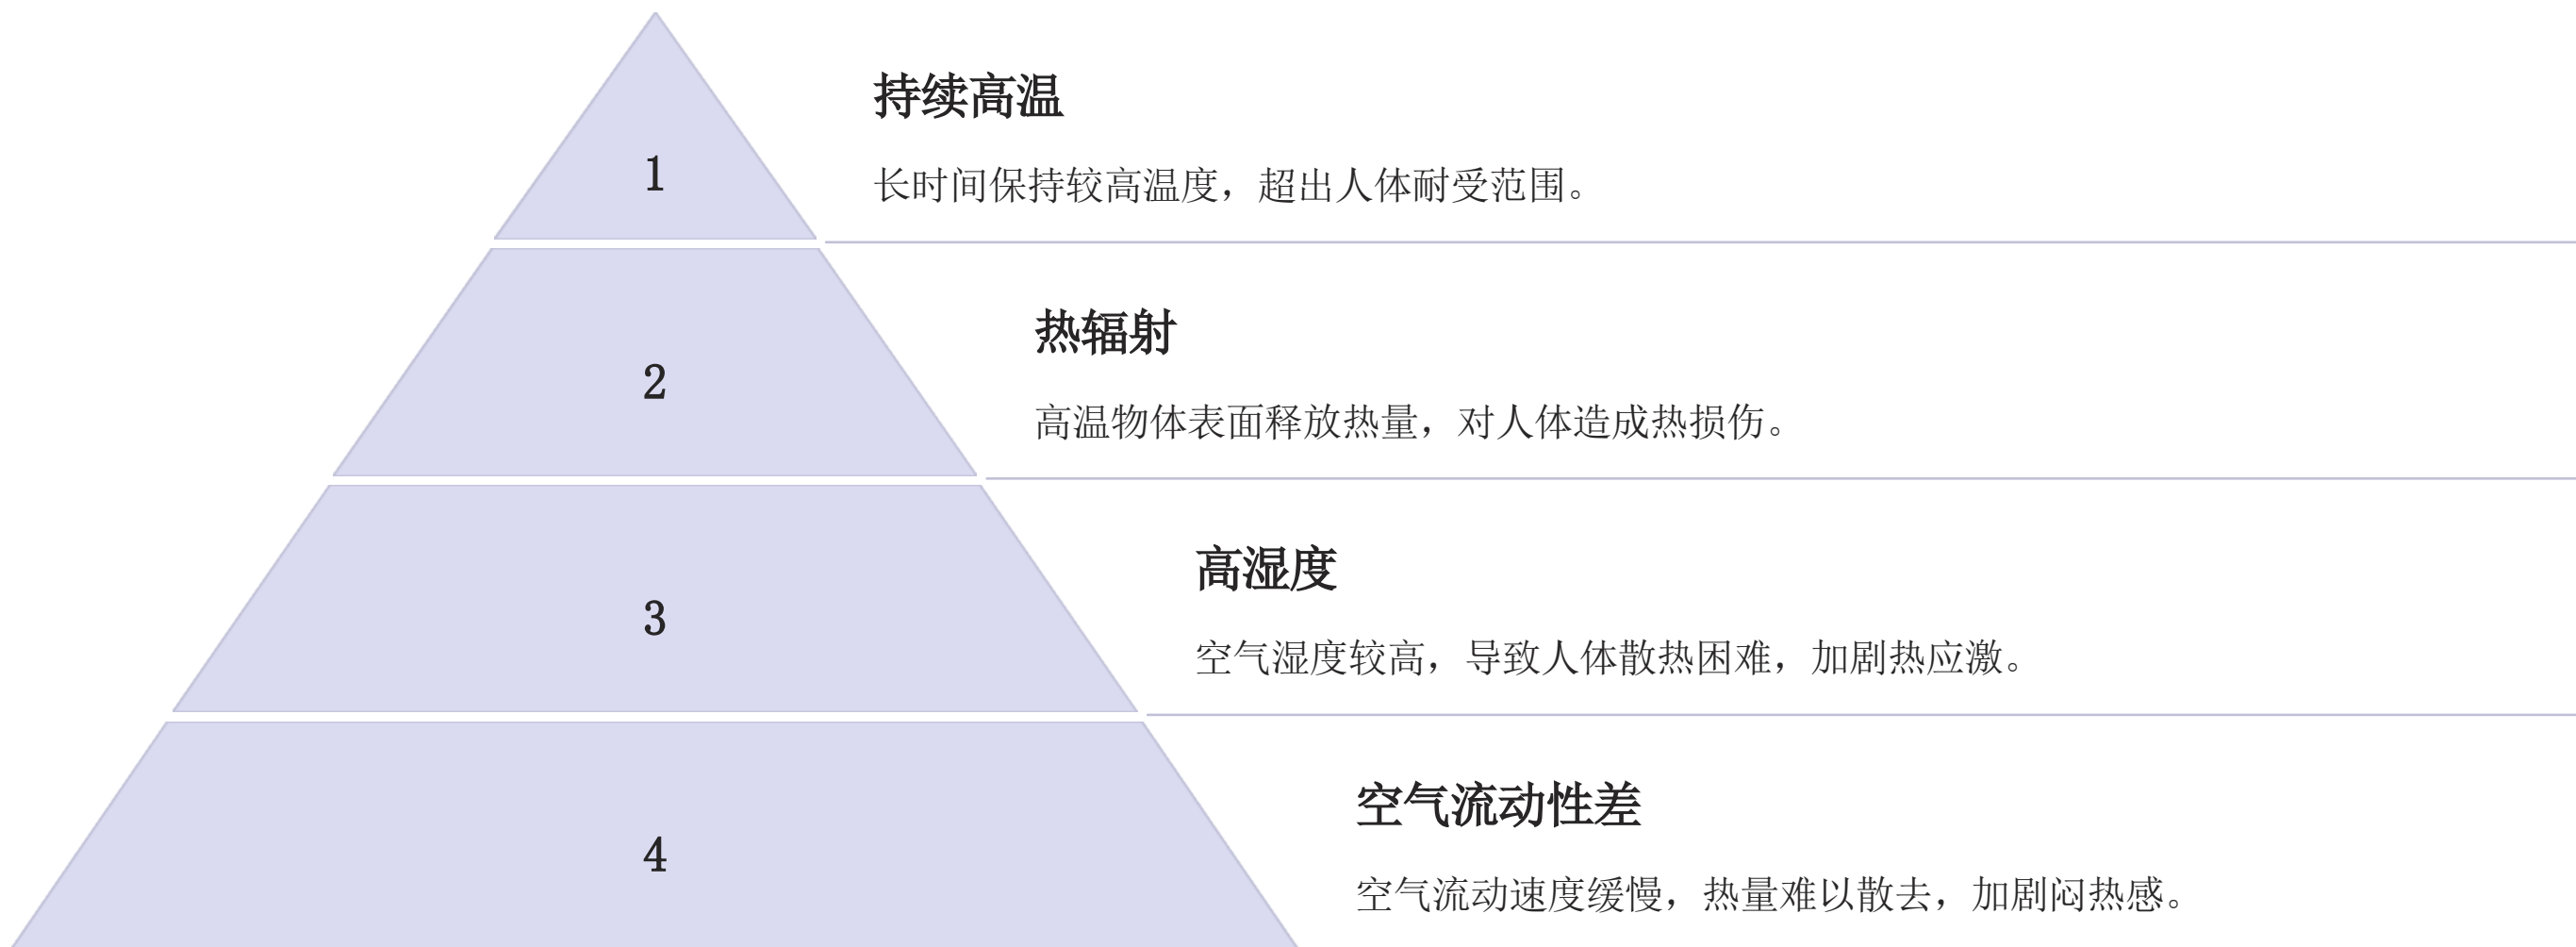 持续高温
1
长时间保持较高温度，超出人体耐受范围。
热辐射
2
高温物体表面释放热量，对人体造成热损伤。
高湿度
3
空气湿度较高，导致人体散热困难，加剧热应激。
空气流动性差
4
空气流动速度缓慢，热量难以散去，加剧闷热感。